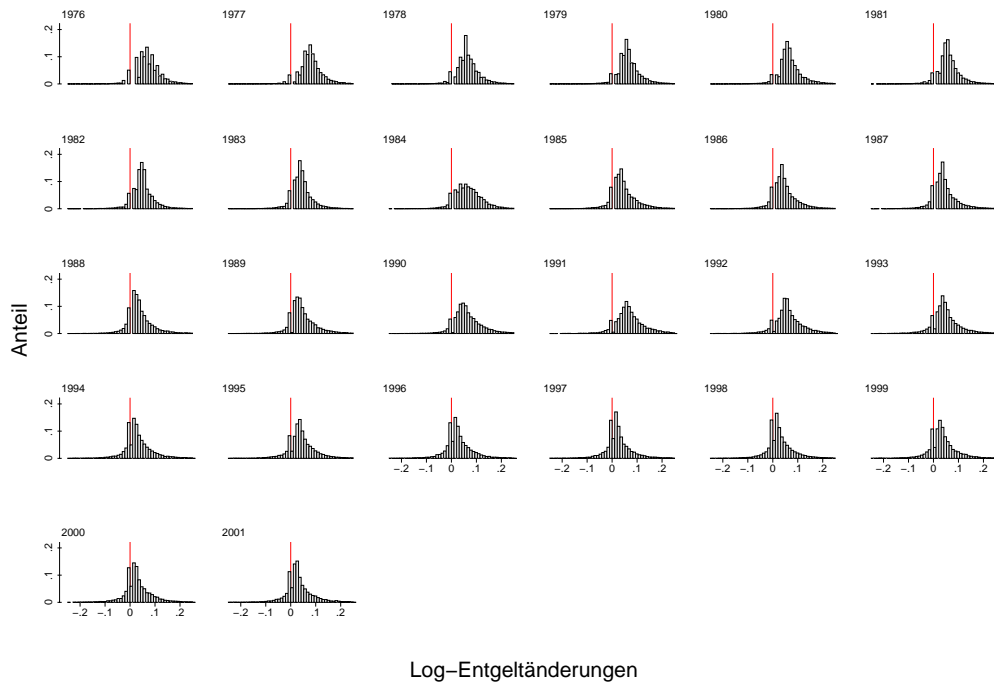 1976 1977 1978 1979 1980 1981
0 .1 .2
1982 1983 1984 1985 1986 1987
0 .1 .2
1988 1989 1990 1991 1992 1993
0 .1 .2
1994 1995 1996 1997 1998 1999
0 .1 .2
−.2 −.1 0 .1 .2 −.2 −.1 0 .1 .2 −.2 −.1 0 .1 .2 −.2 −.1 0 .1 .2
2000 2001
0 .1 .2
−.2 −.1 0 .1 .2 −.2 −.1 0 .1 .2
Anteil
Log−Entgeltänderungen